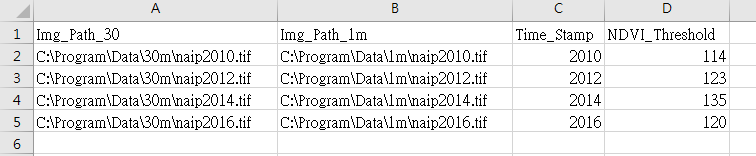 A B C D
1 Img_Path_30 Img_Path_1m Time_Stamp NDVI_Threshold
2 C:\Program\Data\30m\naip2010.tif C:\Program\Data\1m\naip2010.tif 2010 114
3 C:\Program\Data\30m\naip2012.tif C:\Program\Data\1m\naip2012.tif 2012 123
4 C:\Program\Data\30m\naip2014.tif C:\Program\Data\1m\naip2014.tif 2014 135
5 C:\Program\Data\30m\naip2016.tif C:\Program\Data\1m\naip2016.tif 2016 120
6